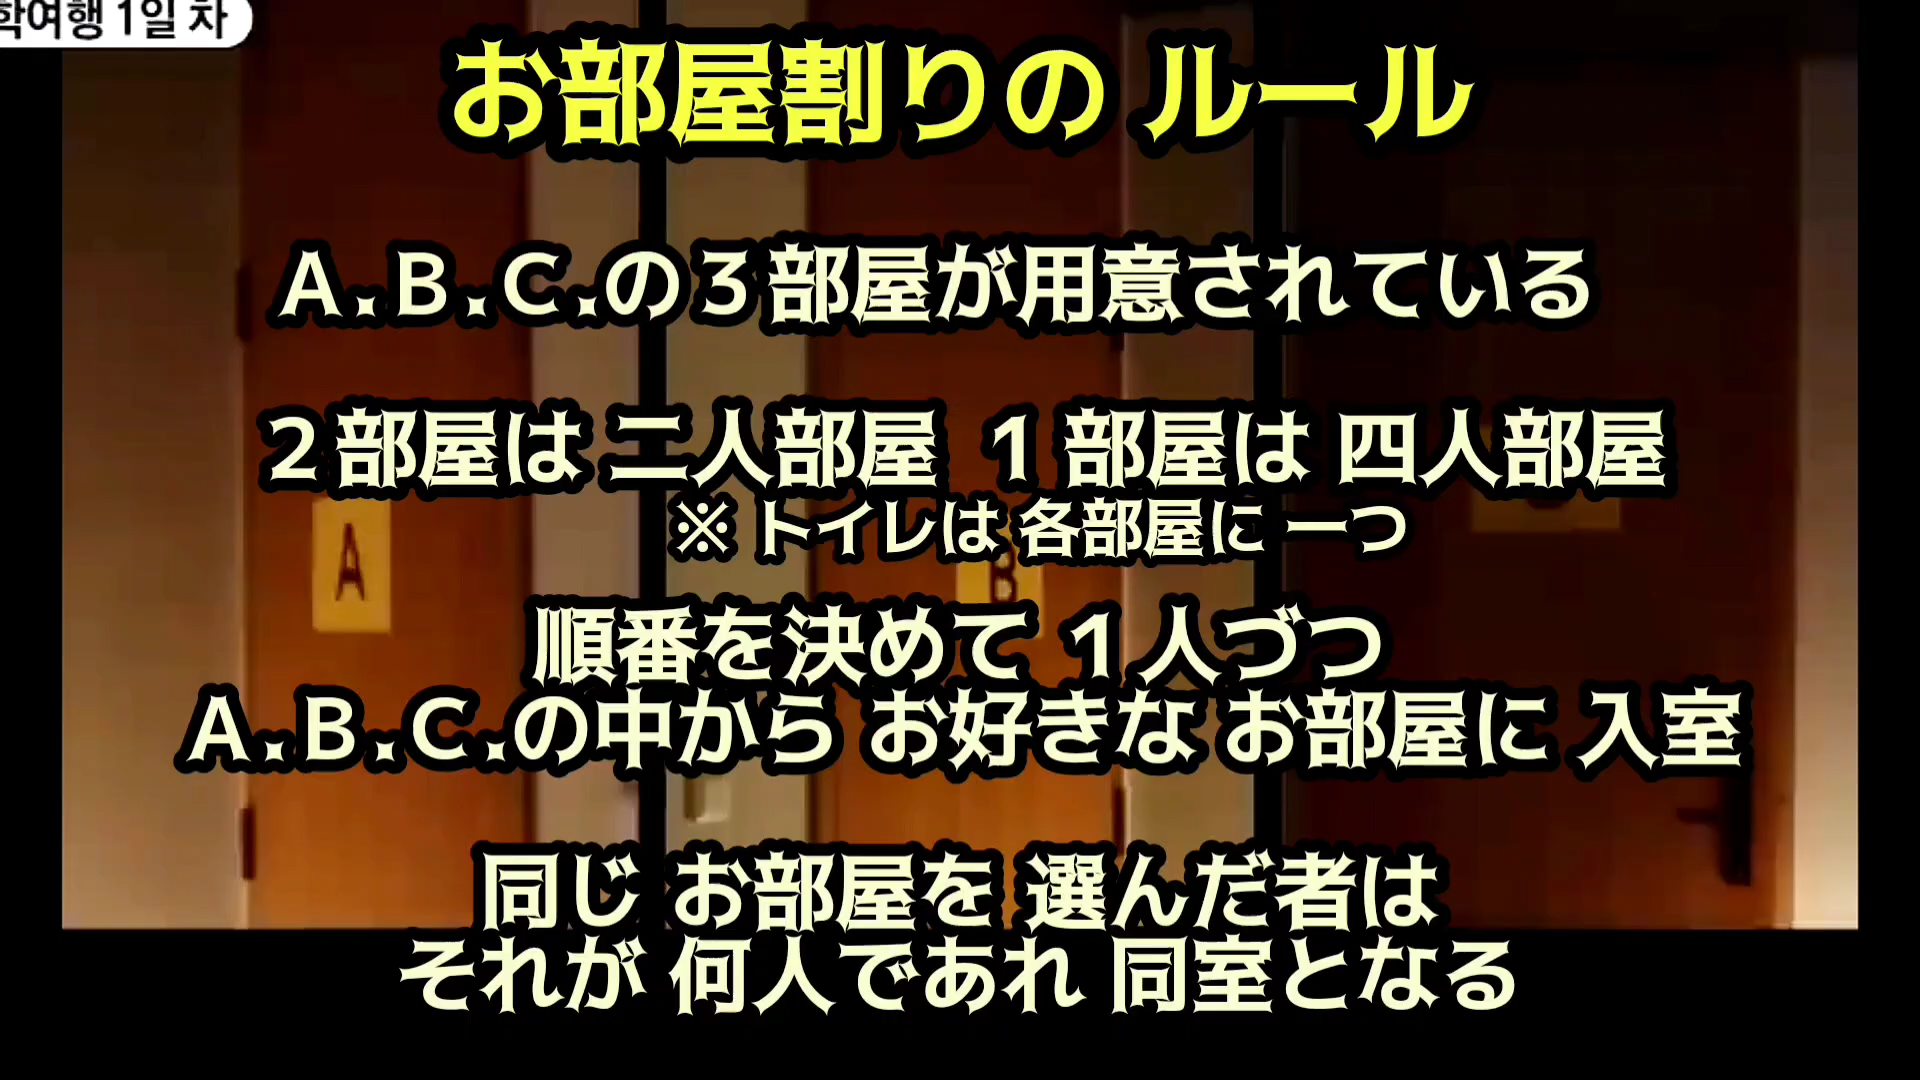 학여행 1일 차
お部屋割りの ルール
A.B.C.の３部屋が用意されている
２部屋は 二人部屋 １部屋は 四人部屋
※ トイレは 各部屋に 一つ
A
B
順番を決めて １人づつ
A.B.C.の中から お好きな お部屋に 入室
同じ お部屋を 選んだ者は
それが 何人であれ 同室となる